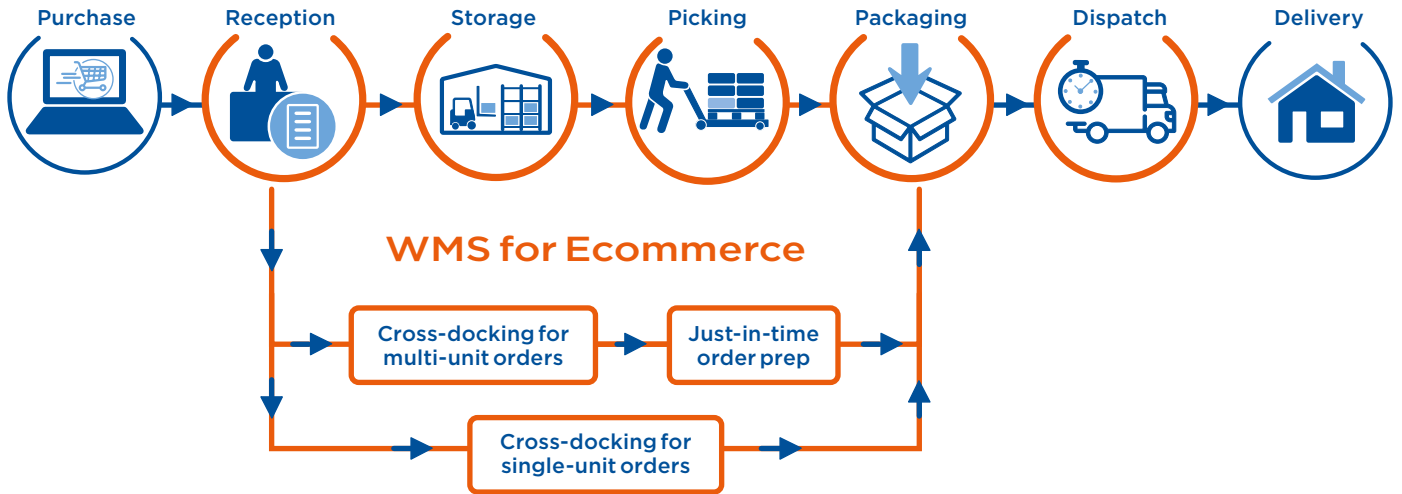 Purchase
Reception
Storage
Picking
Packaging
Dispatch
Delivery
WMS for Ecommerce
Cross-docking for
multi-unit orders
Just-in-time
order prep
Cross-docking for
single-unit orders